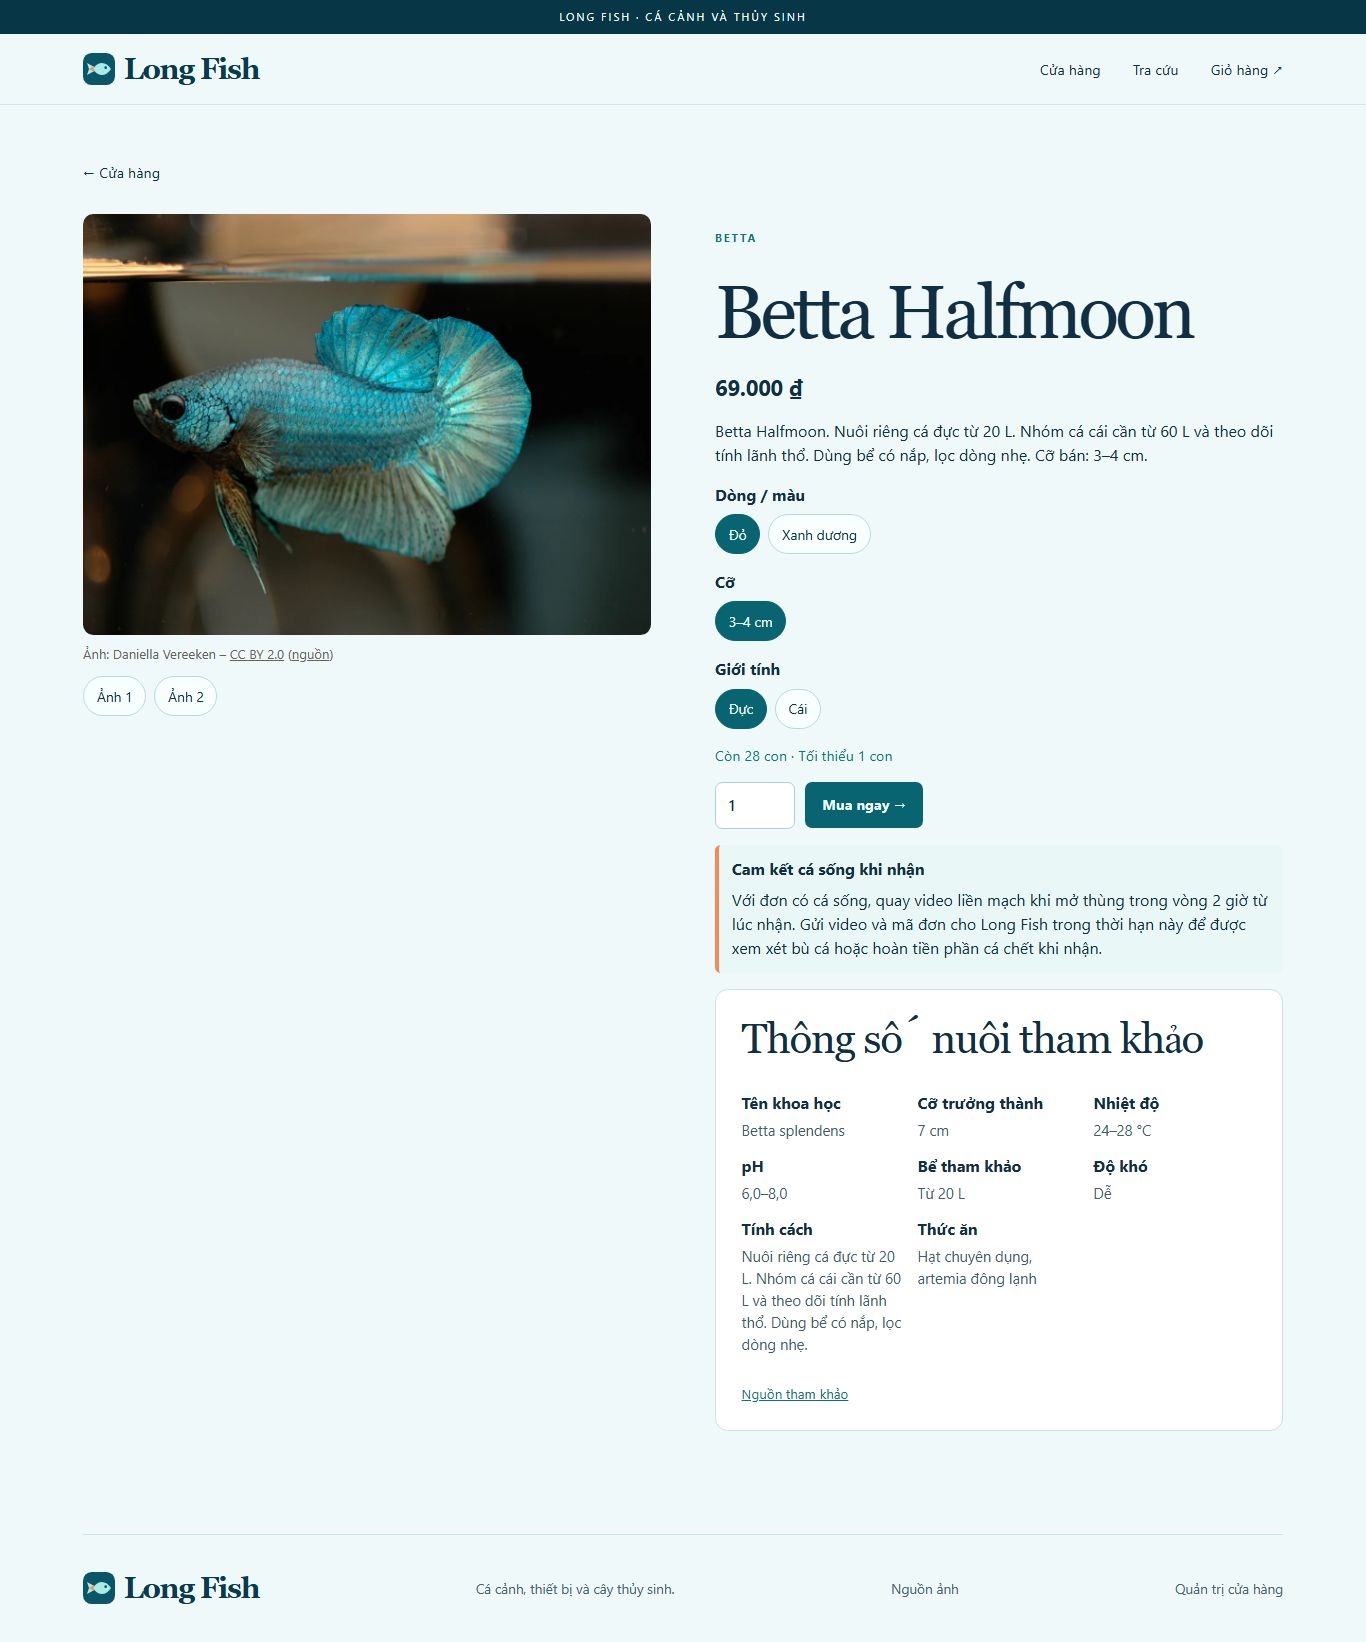 LONG FISH · CÁ CẢNH VÀ THỦY SINH
Long Fish
Cửa hàng
Tra cứu
Giỏ hàng ↗
← Cửa hàng
Ảnh: Daniella Vereeken – CC BY 2.0 (nguồn)
Ảnh 1
Ảnh 2
BETTA
Betta Halfmoon
69.000 ₫
Betta Halfmoon. Nuôi riêng cá đực từ 20 L. Nhóm cá cái cần từ 60 L và theo dõi
tính lãnh thổ. Dùng bể có nắp, lọc dòng nhẹ. Cỡ bán: 3–4 cm.
Dòng / màu
Đỏ
Xanh dương
Cỡ
3–4 cm
Giới tính
Đực
Cái
Còn 28 con · Tối thiểu 1 con
1
Mua ngay →
Cam kết cá sống khi nhận
Với đơn có cá sống, quay video liền mạch khi mở thùng trong vòng 2 giờ từ
lúc nhận. Gửi video và mã đơn cho Long Fish trong thời hạn này để được
xem xét bù cá hoặc hoàn tiền phần cá chết khi nhận.
Thông số nuôi tham khảo
Tên khoa học
Betta splendens
Cỡ trưởng thành
7 cm
Nhiệt độ
24–28 °C
pH
6,0–8,0
Bể tham khảo
Từ 20 L
Độ khó
Dễ
Tính cách
Nuôi riêng cá đực từ 20
L. Nhóm cá cái cần từ 60
L và theo dõi tính lãnh
thổ. Dùng bể có nắp, lọc
dòng nhẹ.
Thức ăn
Hạt chuyên dụng,
artemia đông lạnh
Nguồn tham khảo
Long Fish
Cá cảnh, thiết bị và cây thủy sinh.
Nguồn ảnh
Quản trị cửa hàng